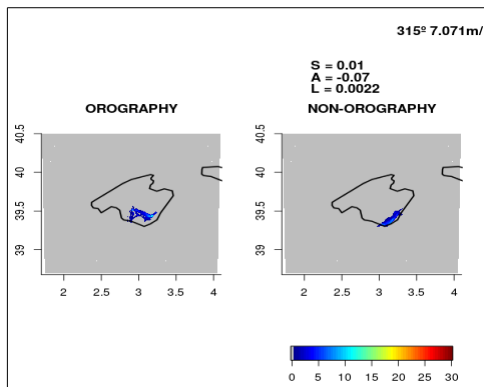 315º 7.071m/
S = 0.01
A = -0.07
L = 0.0022
OROGRAPHY
NON-OROGRAPHY
40.5
40
39.5
39
2 2.5 3 3.5 4
40.5
40
39.5
39
2 2.5 3 3.5 4
0 5 10 15 20 25 30